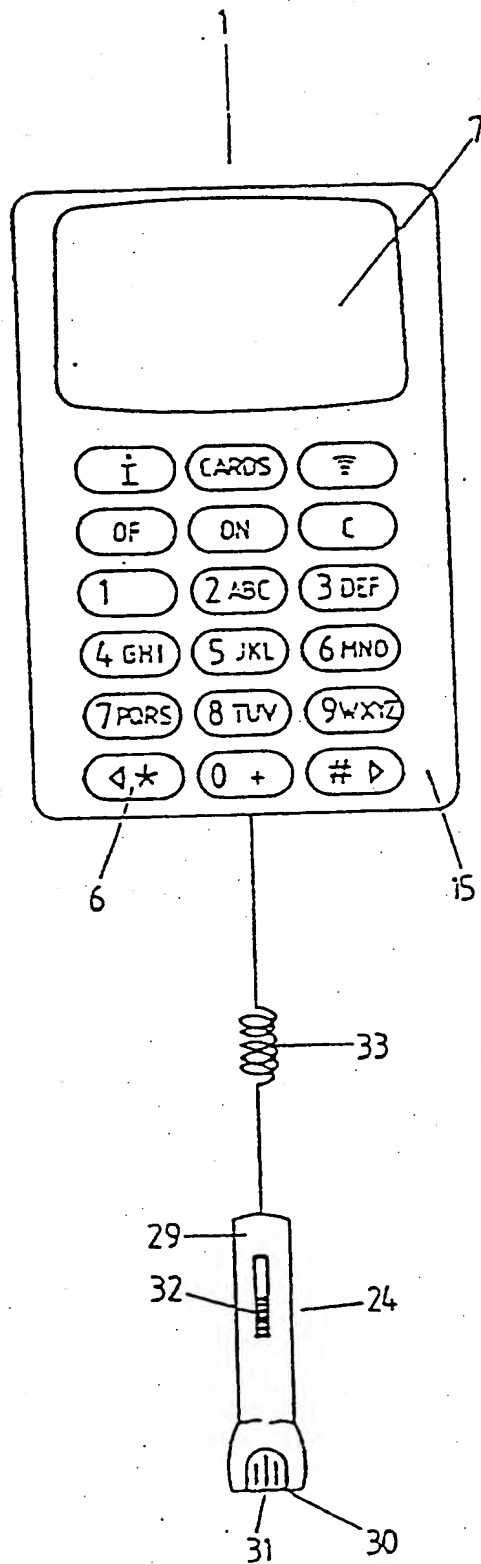 1
7
i CARDS
OF ON C
1 2 ABC 3 DEF
4 GHI 5 JKL 6 MNO
7 PQRS 8 TUV 9 WXYZ
◁,* 0 + # ▷
6 15
33
29
32 24
31 30